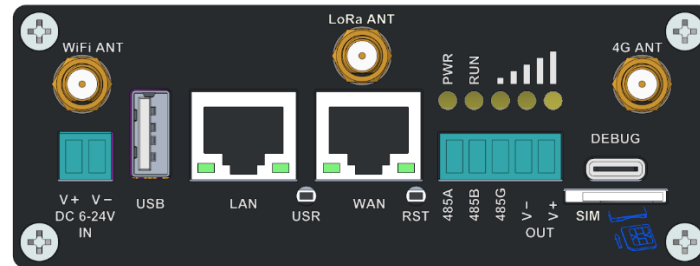 LoRa ANT
WiFi ANT
4G ANT
PWR
RUN
DEBUG
V+ V-
DC 6-24V
IN
USB
LAN
USR
WAN
RST
485A
485B
485G
V-
V+
OUT
SIM